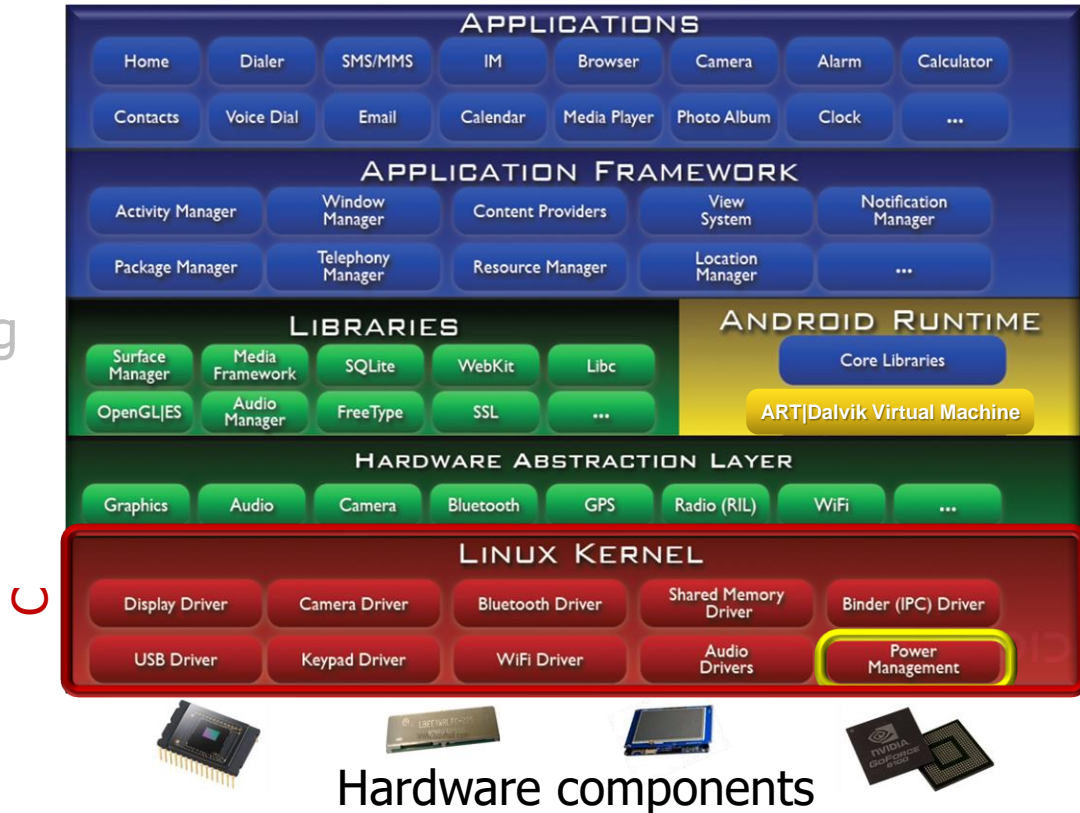 APPLICATIONS
Home Dialer SMS/MMS IM Browser Camera Alarm Calculator
Contacts Voice Dial Email Calendar Media Player Photo Album Clock ...
APPLICATION FRAMEWORK
Activity Manager Window Manager Content Providers View System Notification Manager
Package Manager Telephony Manager Resource Manager Location Manager ...
g
LIBRARIES
Surface Manager Media Framework SQLite WebKit Libc
OpenGL|ES Audio Manager FreeType SSL ...
ANDROID RUNTIME
Core Libraries
ART|Dalvik Virtual Machine
HARDWARE ABSTRACTION LAYER
Graphics Audio Camera Bluetooth GPS Radio (RIL) WiFi ...
C
LINUX KERNEL
Display Driver Camera Driver Bluetooth Driver Shared Memory Driver Binder (IPC) Driver
USB Driver Keypad Driver WiFi Driver Audio Drivers Power Management
NVIDIA
GEFORCE
6100
Hardware components